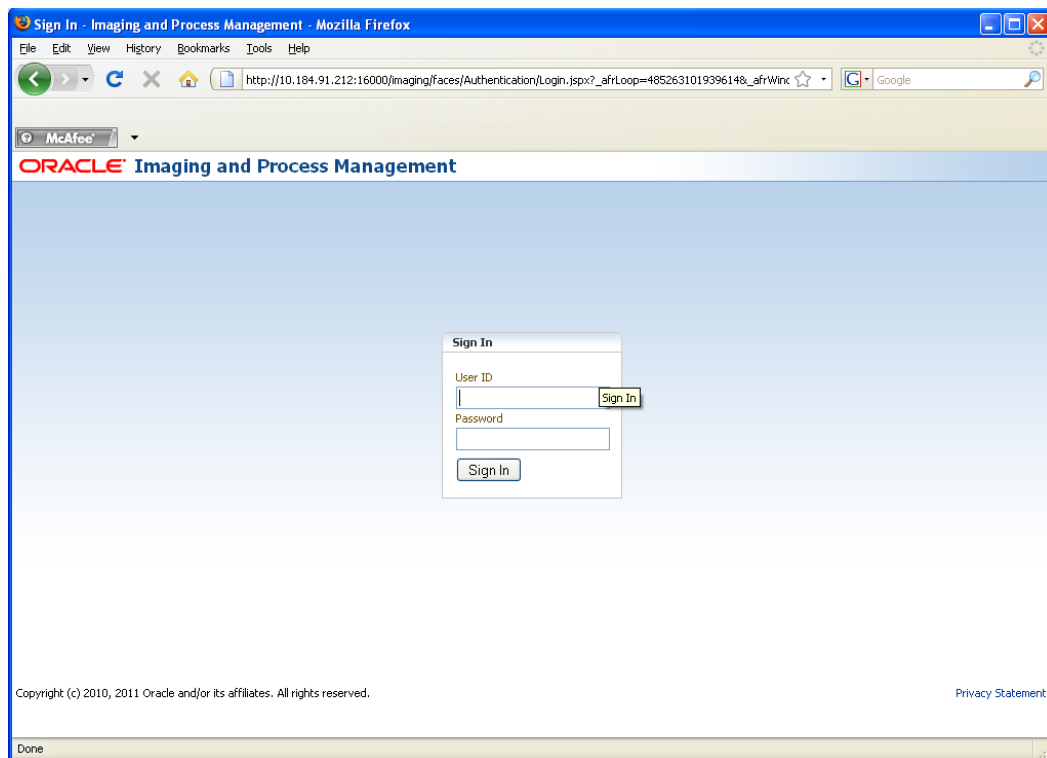 Sign In - Imaging and Process Management - Mozilla Firefox
File Edit View History Bookmarks Tools Help
http://10.184.91.212:16000/imaging/faces/Authentication/Login.jspx?_afrLoop=485263101939614&_afrWinc G Google
McAfee
ORACLE Imaging and Process Management
Sign In
User ID
Sign In
Password
Sign In
Copyright (c) 2010, 2011 Oracle and/or its affiliates. All rights reserved. Privacy Statement
Done